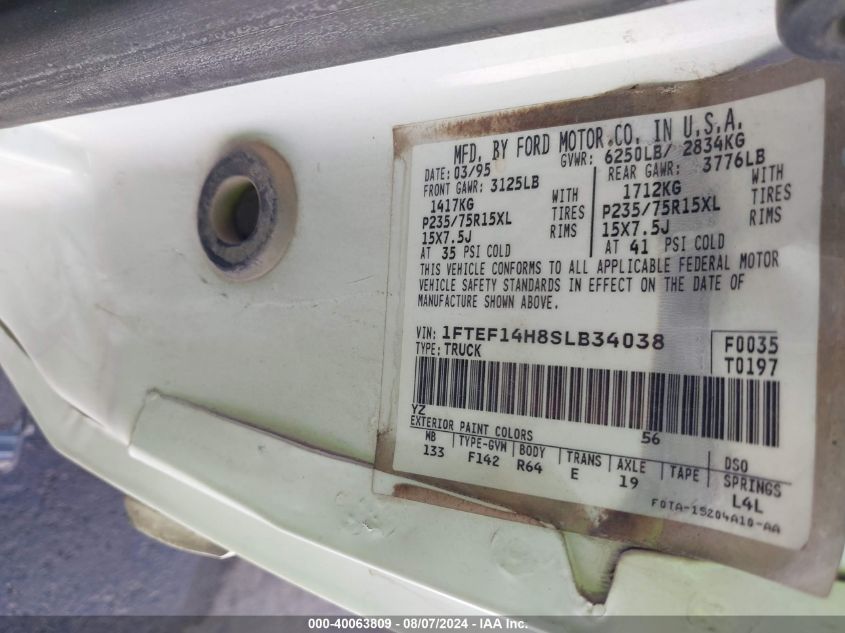 MFD. BY FORD MOTOR CO. IN U.S.A.
DATE: 03/95 GVWR: 6250LB/ 2834KG
FRONT GAWR: 3125LB REAR GAWR: 3776LB
1417KG WITH 1712KG WITH
P235/75R15XL TIRES P235/75R15XL TIRES
15X7.5J RIMS 15X7.5J RIMS
AT 35 PSI COLD AT 41 PSI COLD
THIS VEHICLE CONFORMS TO ALL APPLICABLE FEDERAL MOTOR
VEHICLE SAFETY STANDARDS IN EFFECT ON THE DATE OF
MANUFACTURE SHOWN ABOVE.
VIN: 1FTEF14H8SLB34038 F0035
TYPE: TRUCK T0197
YZ 56
EXTERIOR PAINT COLORS DSO
WB TYPE-GVW BODY TRANS AXLE TAPE SPRINGS
133 F142 R64 E 19 L4L
F0TA-15204A10-AA
000-40063809 - 08/07/2024 - IAA Inc.